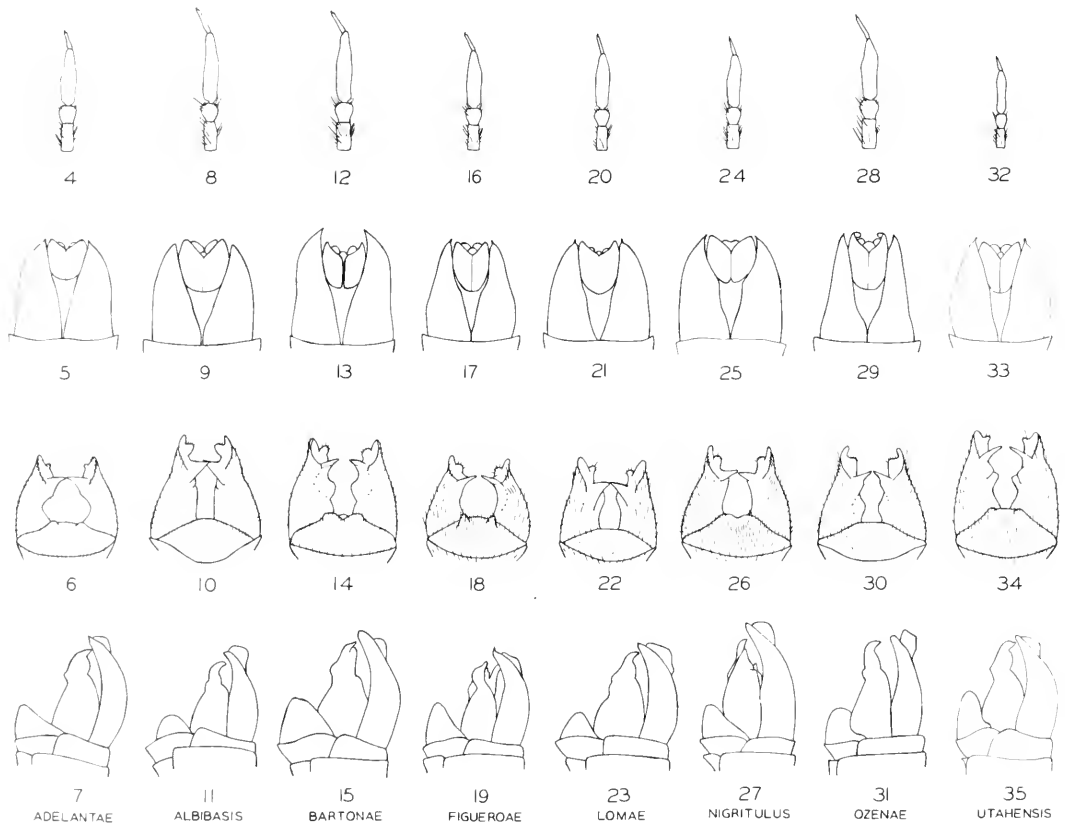 4 8 12 16 20 24 28 32
5 9 13 17 21 25 29 33
6 10 14 18 22 26 30 34
7 11 15 19 23 27 31 35
ADELANTAE ALBIBASIS BARTONAE FIGUEROAE LOMAE NIGRITULUS OZENAE UTAHENSIS